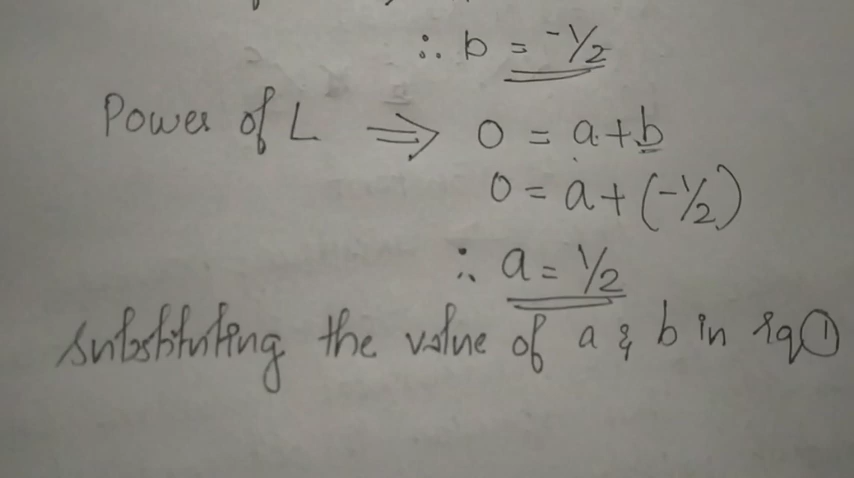 ∴ b = -1/2
Power of L ⇒ 0 = a + b
0 = a + (-1/2)
∴ a = 1/2
substituting the value of a & b in eq ①